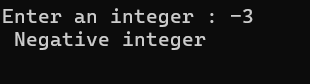 Enter an integer : -3
Negative integer